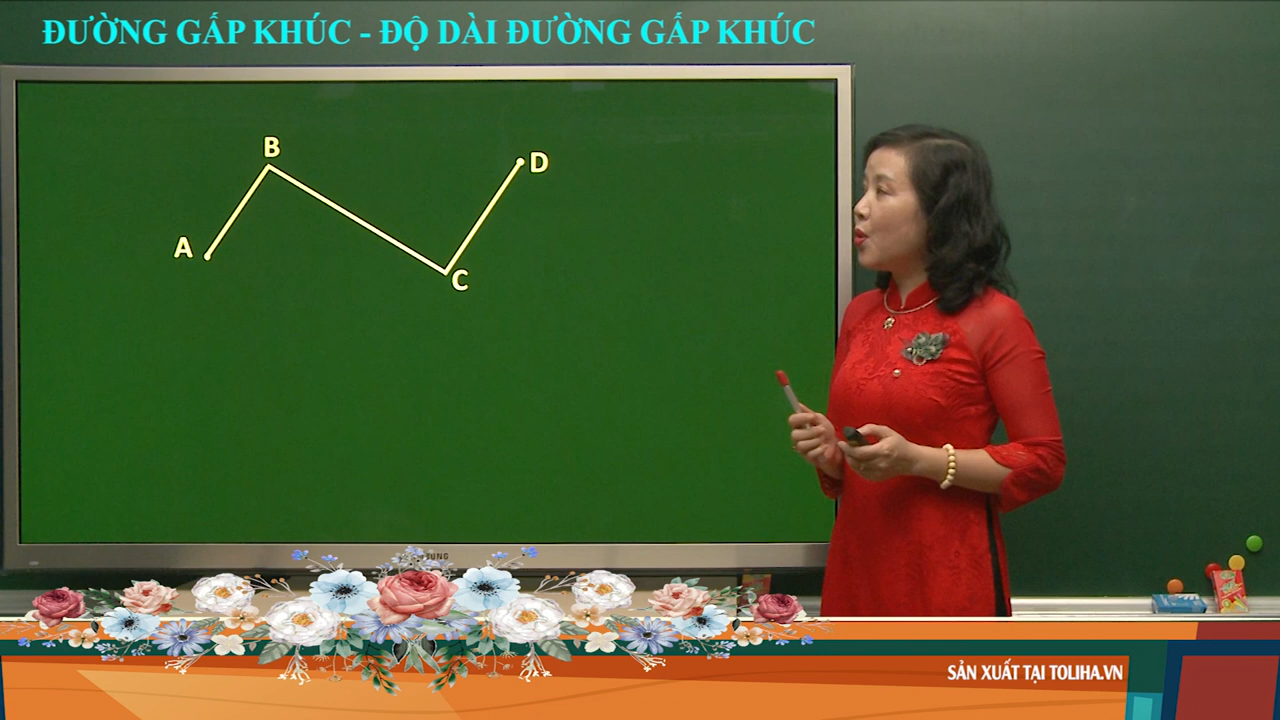 ĐƯỜNG GẤP KHÚC - ĐỘ DÀI ĐƯỜNG GẤP KHÚC
B
D
A
C
SẢN XUẤT TẠI TOLIHA.VN